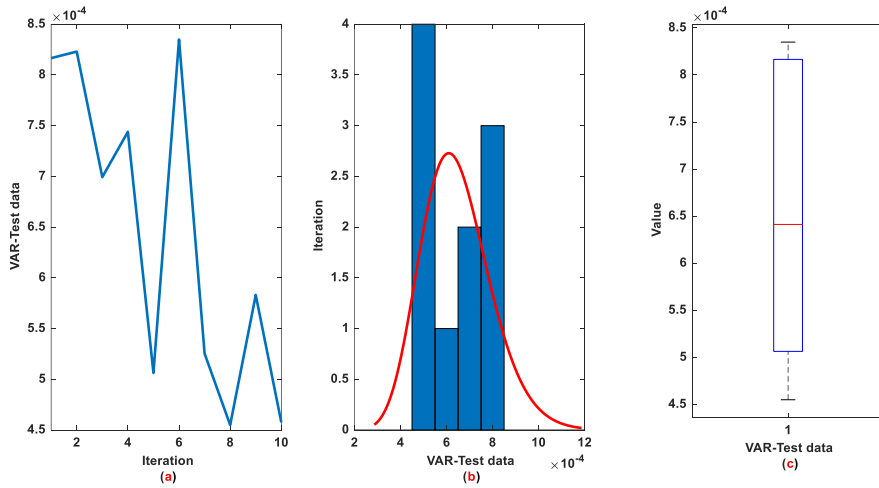 ×10⁻⁴
8.5
8
7.5
7
6.5
6
5.5
5
4.5
VAR-Test data
2 4 6 8 10
Iteration
(a)
4
3.5
3
2.5
2
1.5
1
0.5
0
Iteration
2 4 6 8 10 12
×10⁻⁴
VAR-Test data
(b)
×10⁻⁴
8.5
8
7.5
7
6.5
6
5.5
5
4.5
Value
1
VAR-Test data
(c)